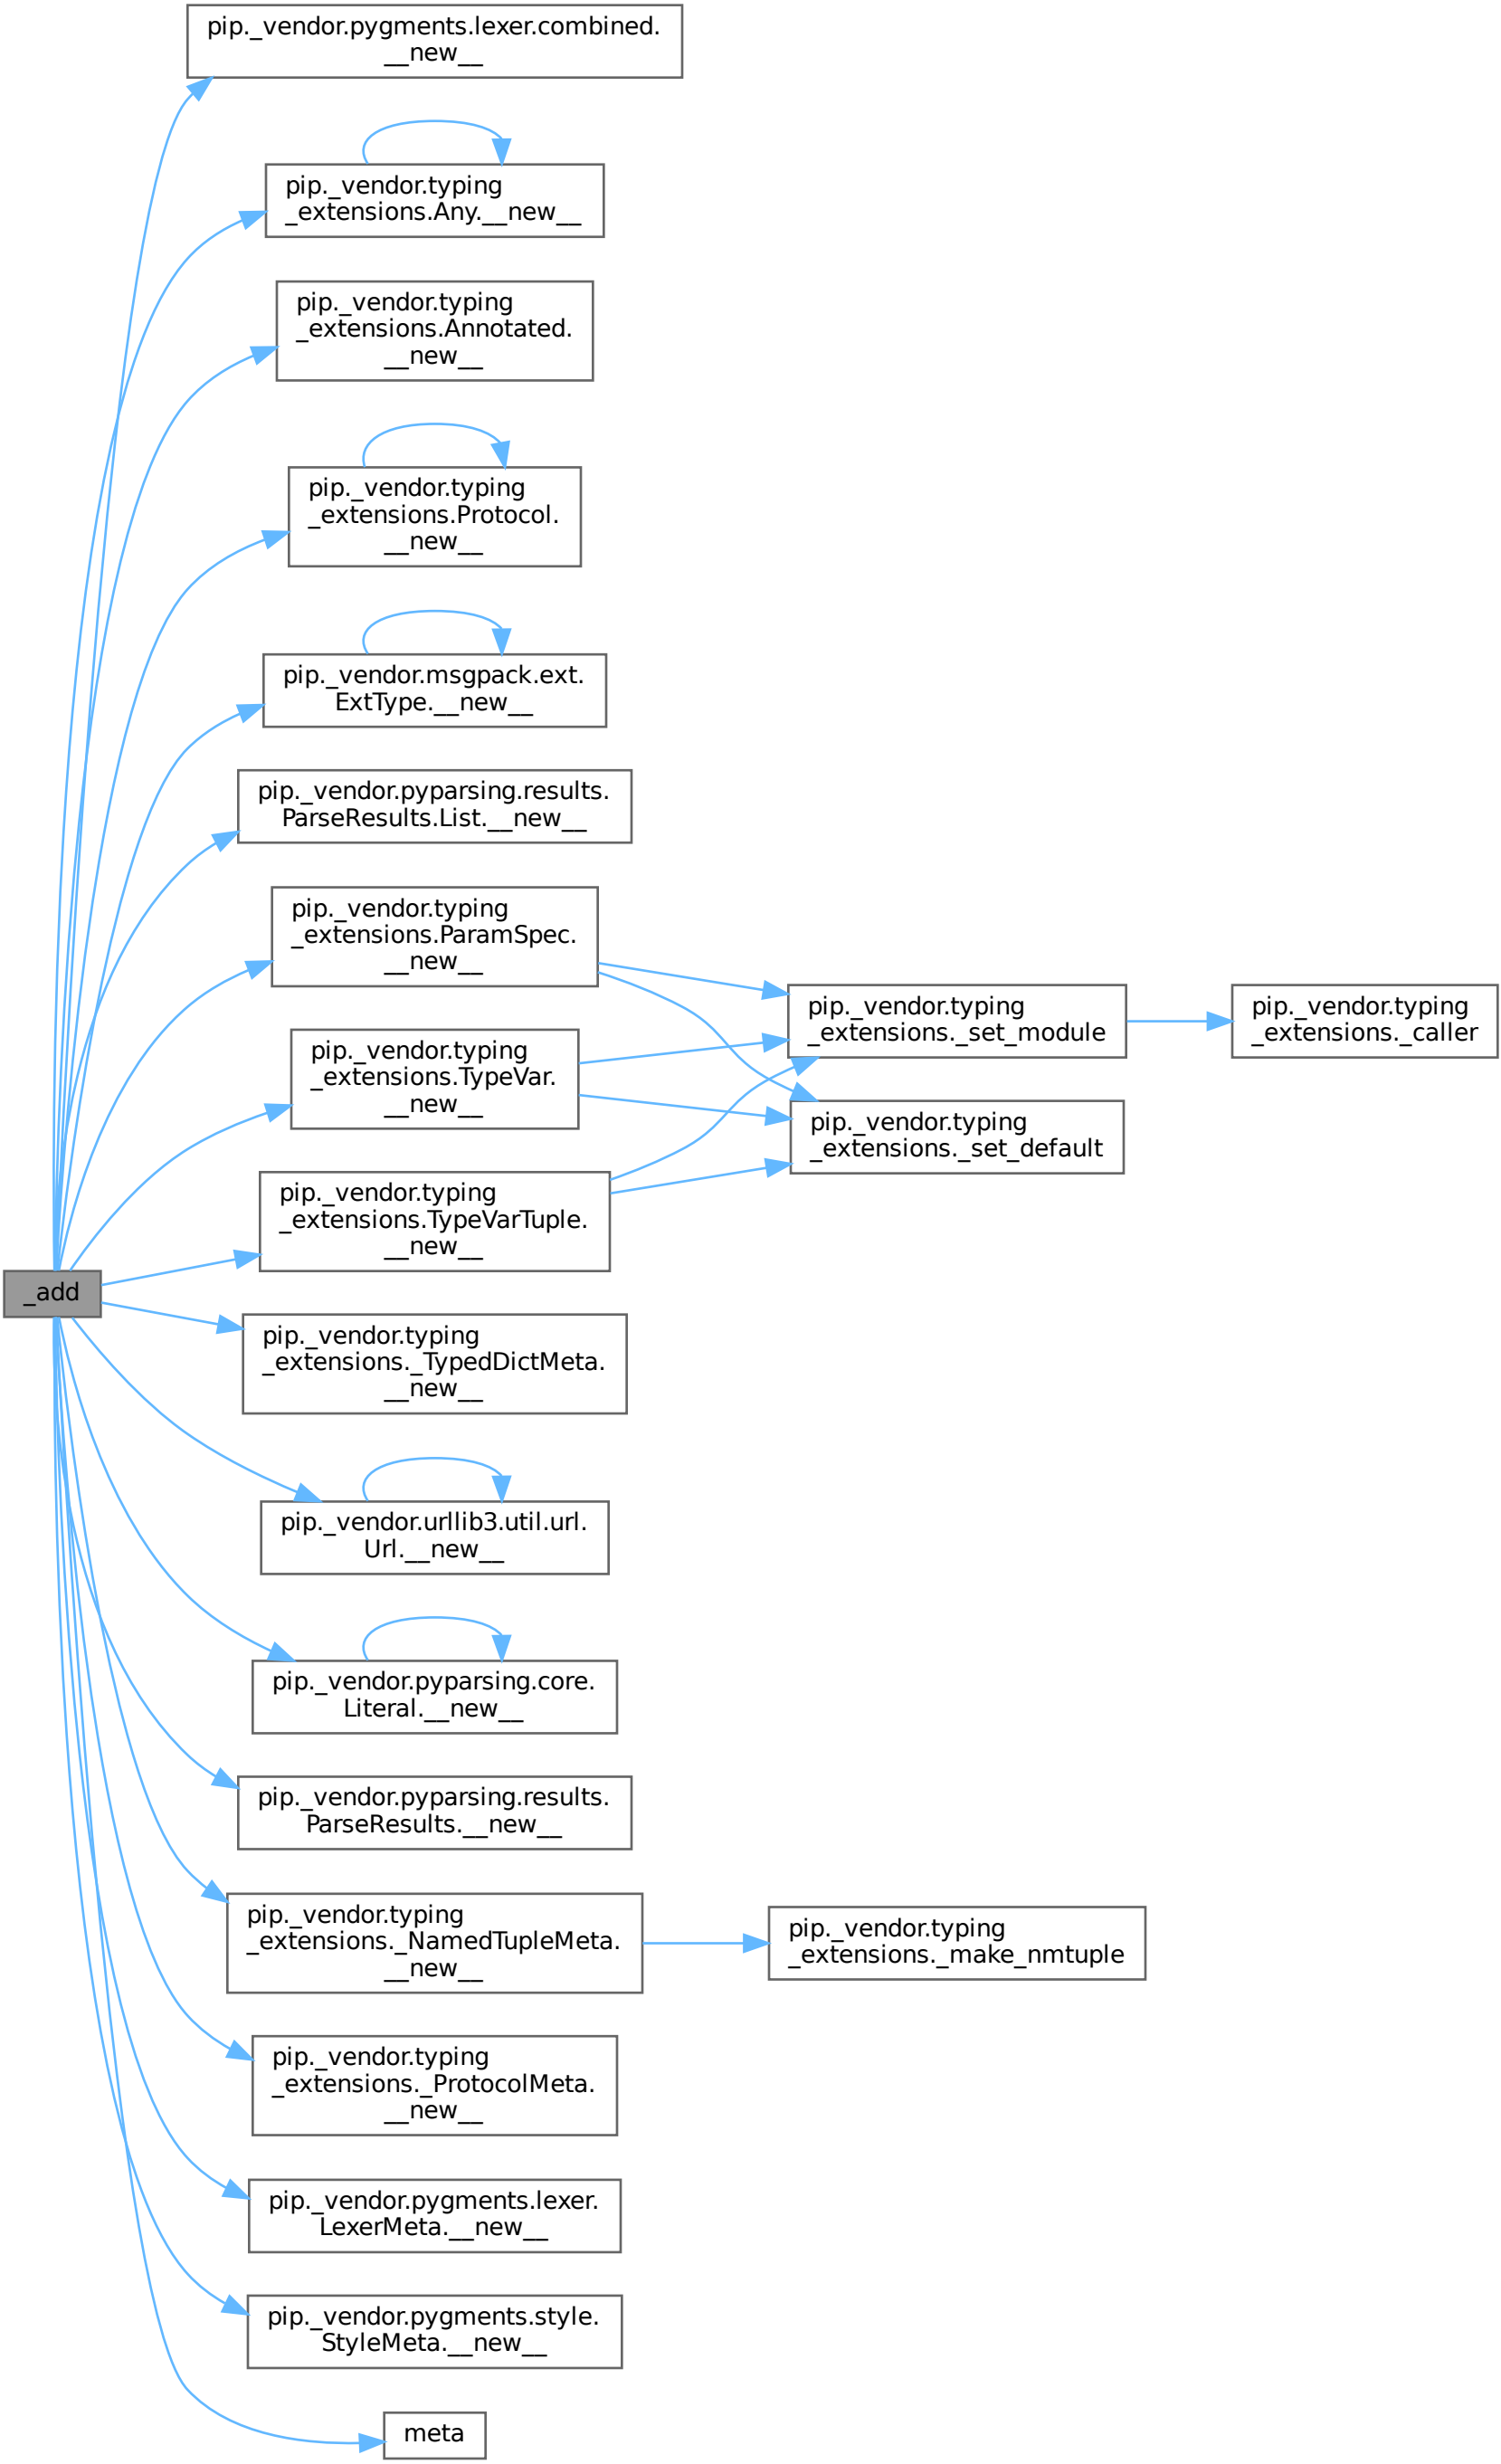 pip._vendor.pygments.lexer.combined.
__new__
pip._vendor.typing
_extensions.Any.__new__
pip._vendor.typing
_extensions.Annotated.
__new__
pip._vendor.typing
_extensions.Protocol.
__new__
pip._vendor.msgpack.ext.
ExtType.__new__
pip._vendor.pyparsing.results.
ParseResults.List.__new__
pip._vendor.typing
_extensions.ParamSpec.
__new__
pip._vendor.typing
_extensions._set_module
pip._vendor.typing
_extensions._caller
pip._vendor.typing
_extensions.TypeVar.
__new__
pip._vendor.typing
_extensions._set_default
pip._vendor.typing
_extensions.TypeVarTuple.
__new__
_add
pip._vendor.typing
_extensions._TypedDictMeta.
__new__
pip._vendor.urllib3.util.url.
Url.__new__
pip._vendor.pyparsing.core.
Literal.__new__
pip._vendor.pyparsing.results.
ParseResults.__new__
pip._vendor.typing
_extensions._NamedTupleMeta.
__new__
pip._vendor.typing
_extensions._make_nmtuple
pip._vendor.typing
_extensions._ProtocolMeta.
__new__
pip._vendor.pygments.lexer.
LexerMeta.__new__
pip._vendor.pygments.style.
StyleMeta.__new__
meta